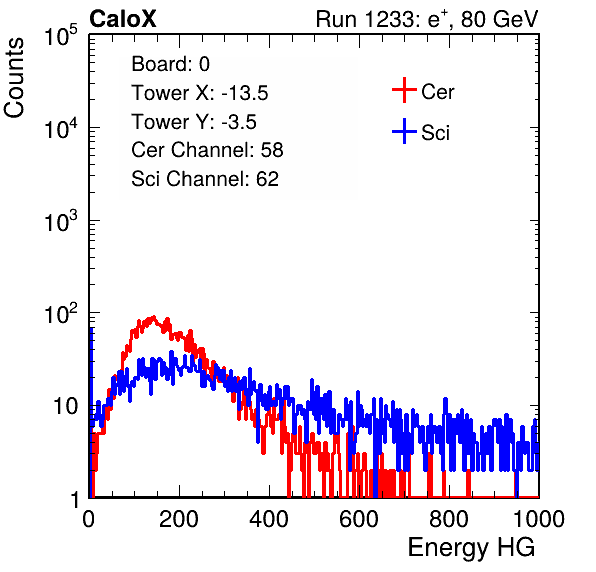 CaloX Run 1233: e⁺, 80 GeV
Counts
10⁵
10⁴
10³
10²
10
1
Board: 0
Tower X: -13.5
Tower Y: -3.5
Cer Channel: 58
Sci Channel: 62
Cer
Sci
0 200 400 600 800 1000
Energy HG